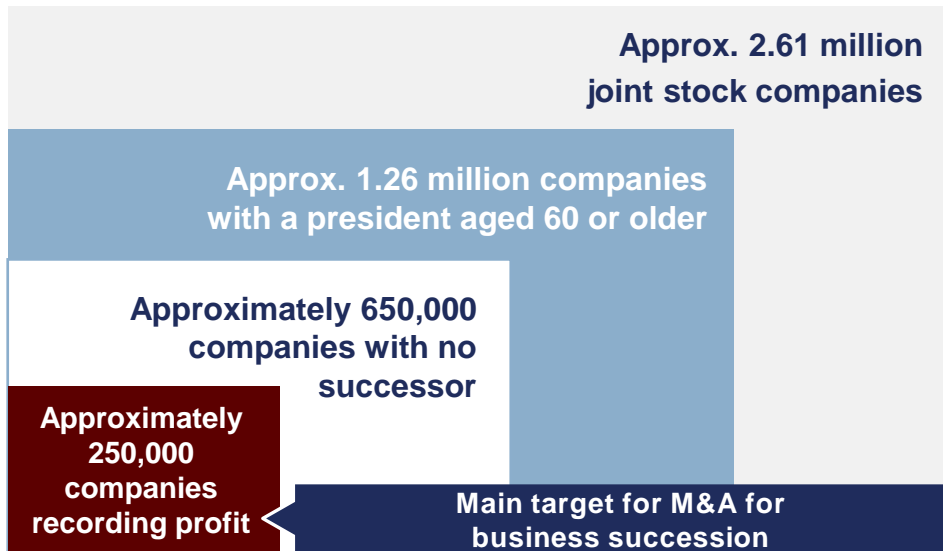 Approx. 2.61 million
joint stock companies
Approx. 1.26 million companies
with a president aged 60 or older
Approximately 650,000
companies with no
successor
Approximately
250,000
companies
recording profit
Main target for M&A for
business succession